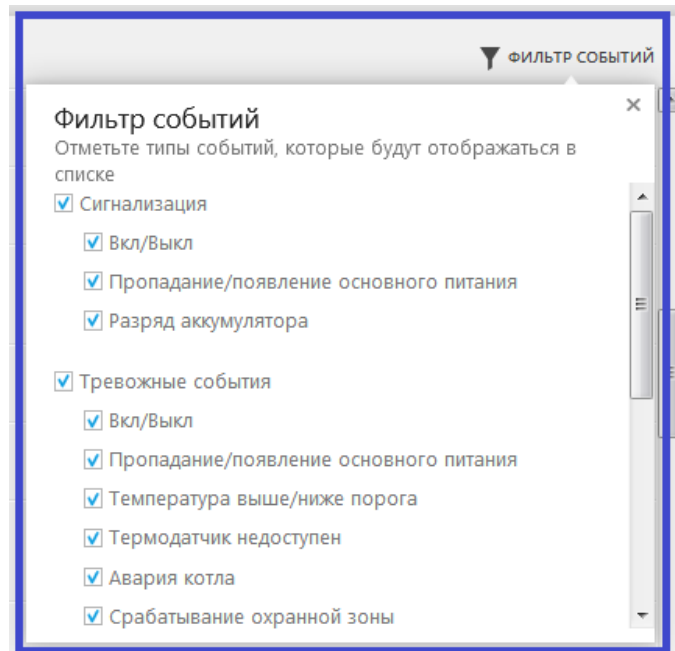 ФИЛЬТР СОБЫТИЙ
Фильтр событий
Отметьте типы событий, которые будут отображаться в
списке
Сигнализация
Вкл/Выкл
Пропадание/появление основного питания
Разряд аккумулятора
Тревожные события
Вкл/Выкл
Пропадание/появление основного питания
Температура выше/ниже порога
Термодатчик недоступен
Авария котла
Срабатывание охранной зоны